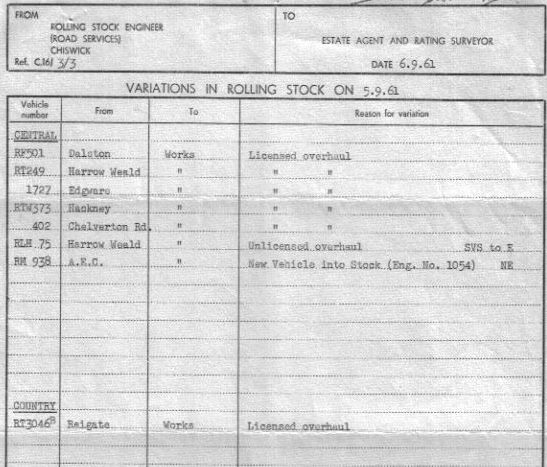 FROM
ROLLING STOCK ENGINEER
(ROAD SERVICES)
CHISWICK
Ref. C.16/ 3/3
TO
ESTATE AGENT AND RATING SURVEYOR
DATE 6.9.61
VARIATIONS IN ROLLING STOCK ON 5.9.61
Vehicle number From To Reason for variation
CENTRAL
RF501 Dalston Works Licensed overhaul
RT249 Harrow Weald " " "
1727 Edgware " " "
RTW373 Hackney " " "
402 Chelverton Rd. " " "
RLH 75 Harrow Weald " Unlicensed overhaul SVS to E
RM 938 A.E.C. " New Vehicle into Stock (Eng. No. 1054) NE
COUNTRY
RT3046B Reigate Works Licensed overhaul